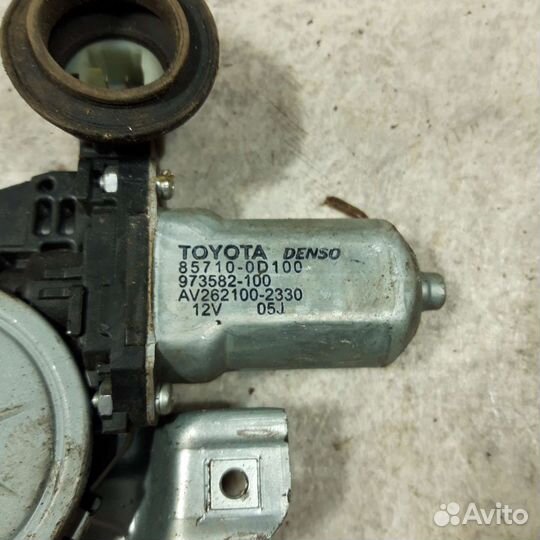 TOYOTA DENSO
85710-0D100
973582-100
AV262100-2330
12V 05J
Avito